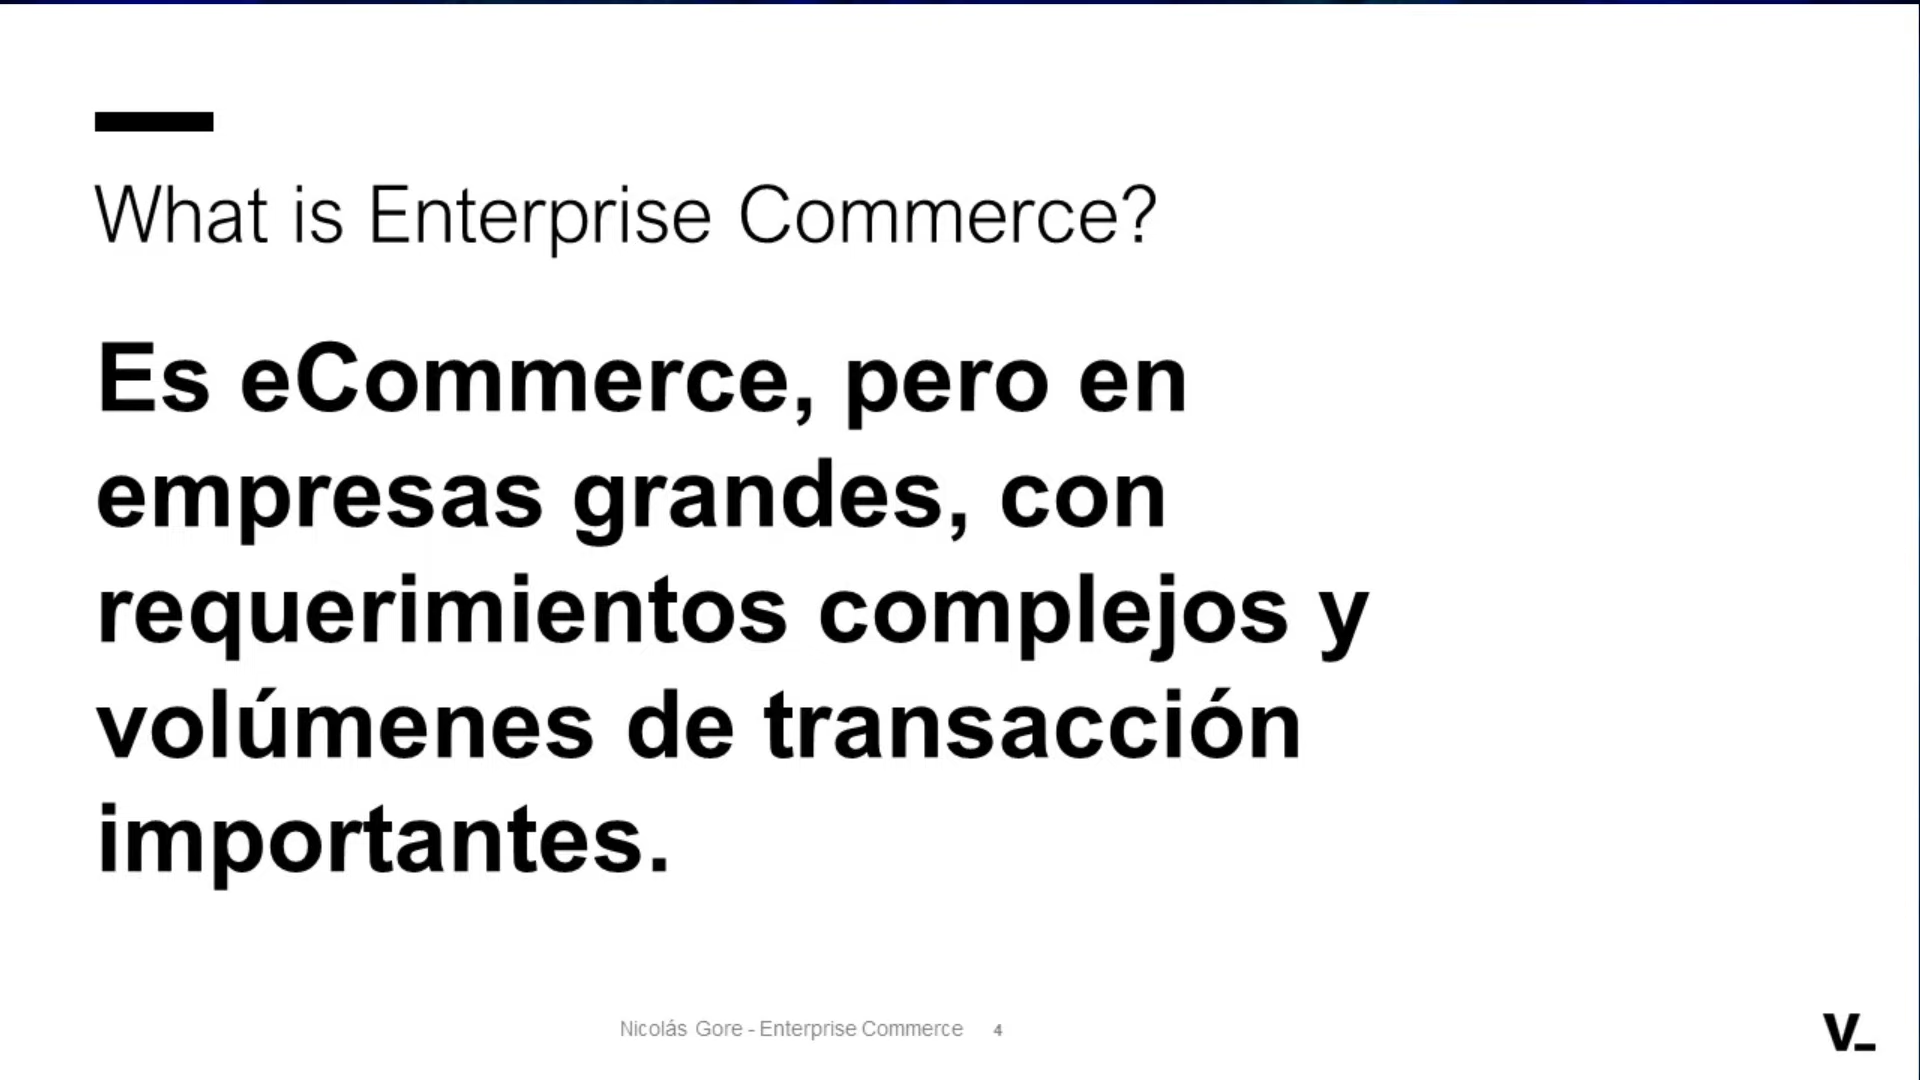 What is Enterprise Commerce?
Es eCommerce, pero en
empresas grandes, con
requerimientos complejos y
volúmenes de transacción
importantes.
Nicolás Gore - Enterprise Commerce 4
V_